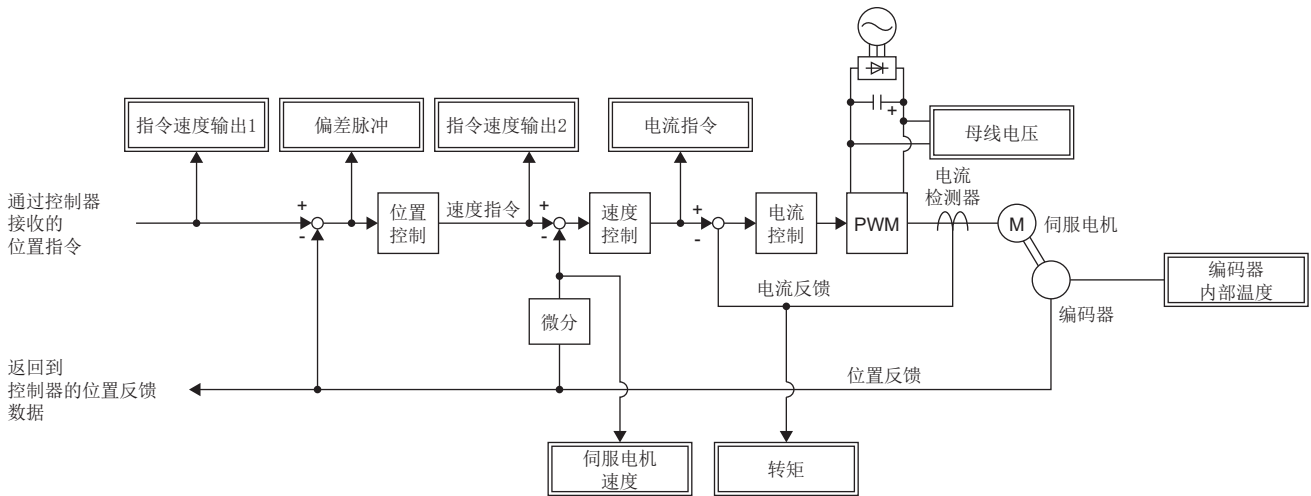 指令速度输出1
偏差脉冲
指令速度输出2
电流指令
母线电压
通过控制器
接收的
位置指令
+
-
位置
控制
速度指令
+
-
速度
控制
+
-
电流
控制
PWM
+
电流
检测器
M
伺服电机
编码器
编码器
内部温度
电流反馈
微分
位置反馈
返回到
控制器的位置反馈
数据
伺服电机
速度
转矩